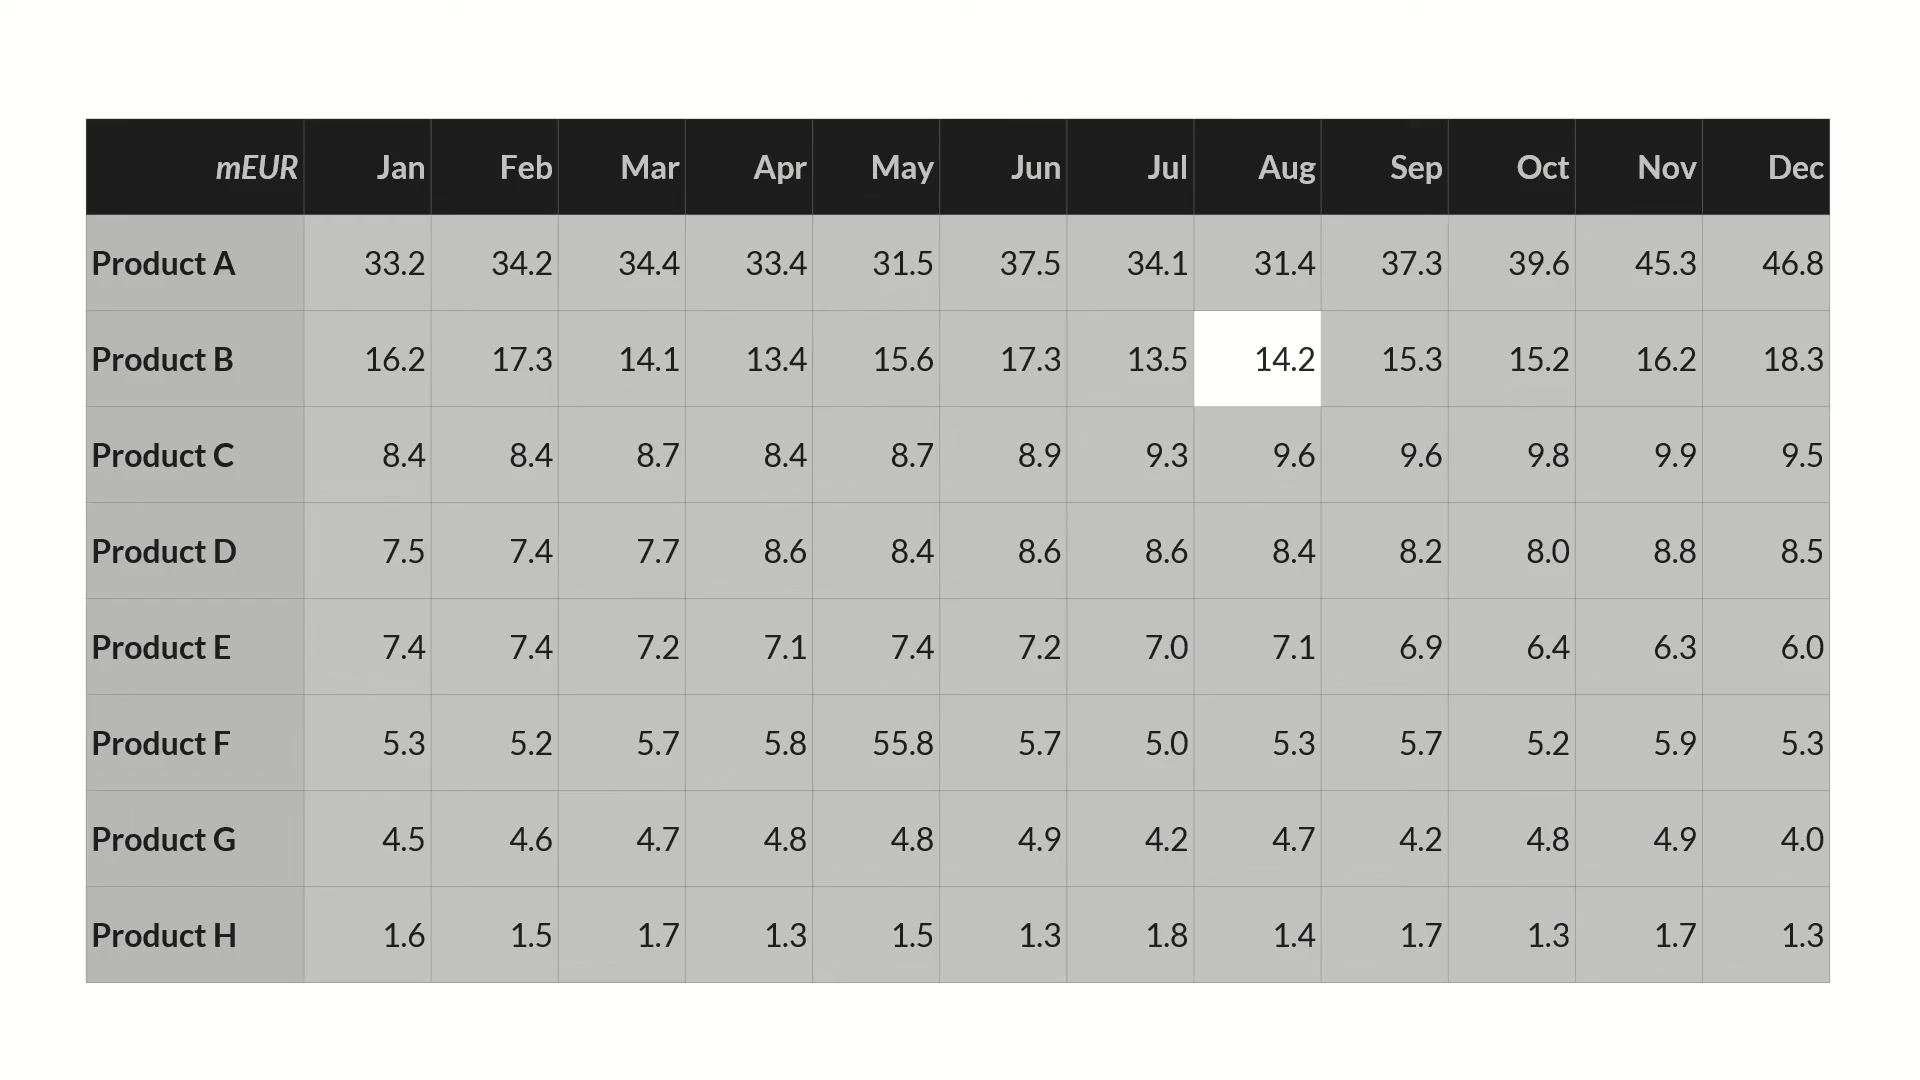 mEUR Jan Feb Mar Apr May Jun Jul Aug Sep Oct Nov Dec
Product A 33.2 34.2 34.4 33.4 31.5 37.5 34.1 31.4 37.3 39.6 45.3 46.8
Product B 16.2 17.3 14.1 13.4 15.6 17.3 13.5 14.2 15.3 15.2 16.2 18.3
Product C 8.4 8.4 8.7 8.4 8.7 8.9 9.3 9.6 9.6 9.8 9.9 9.5
Product D 7.5 7.4 7.7 8.6 8.4 8.6 8.6 8.4 8.2 8.0 8.8 8.5
Product E 7.4 7.4 7.2 7.1 7.4 7.2 7.0 7.1 6.9 6.4 6.3 6.0
Product F 5.3 5.2 5.7 5.8 55.8 5.7 5.0 5.3 5.7 5.2 5.9 5.3
Product G 4.5 4.6 4.7 4.8 4.8 4.9 4.2 4.7 4.2 4.8 4.9 4.0
Product H 1.6 1.5 1.7 1.3 1.5 1.3 1.8 1.4 1.7 1.3 1.7 1.3